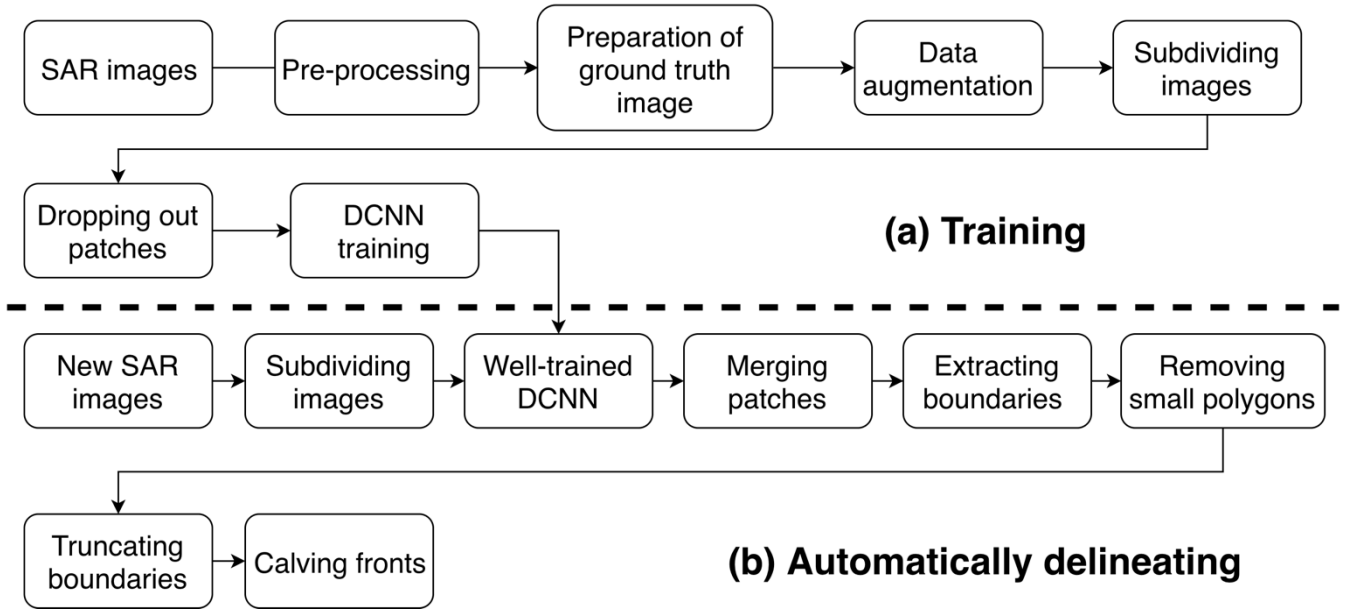 SAR images
Pre-processing
Preparation of
ground truth
image
Data
augmentation
Subdividing
images
Dropping out
patches
DCNN
training
(a) Training
New SAR
images
Subdividing
images
Well-trained
DCNN
Merging
patches
Extracting
boundaries
Removing
small polygons
Truncating
boundaries
Calving fronts
(b) Automatically delineating